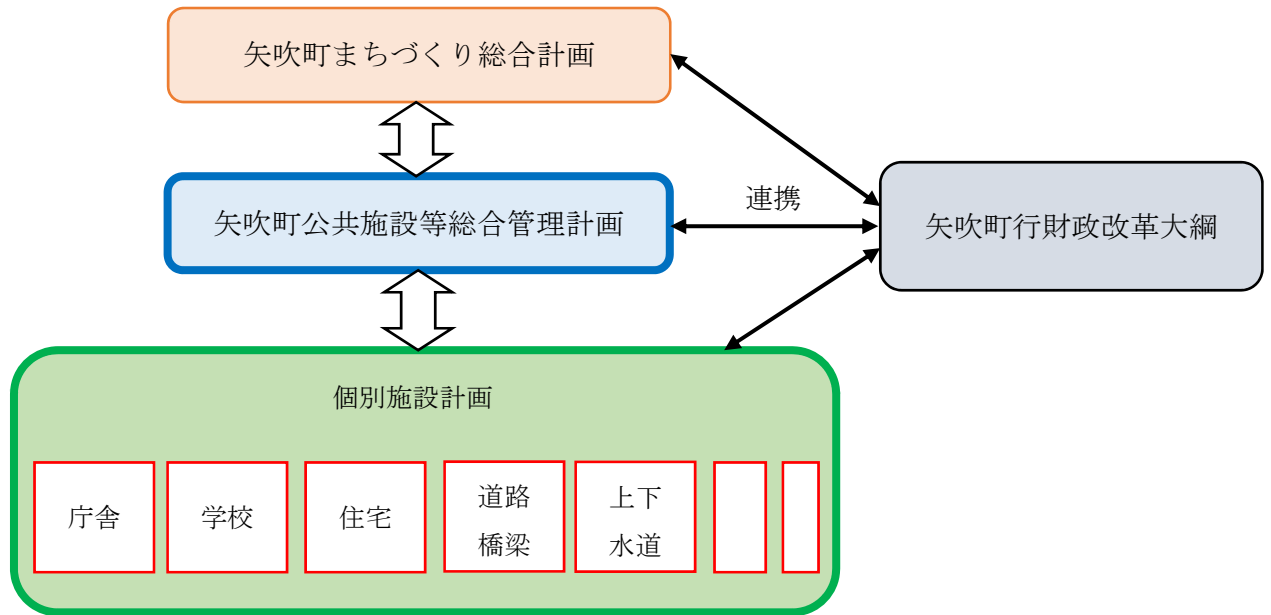 矢吹町まちづくり総合計画
矢吹町公共施設等総合管理計画
連携
矢吹町行財政改革大綱
個別施設計画
庁舎
学校
住宅
道路
橋梁
上下
水道